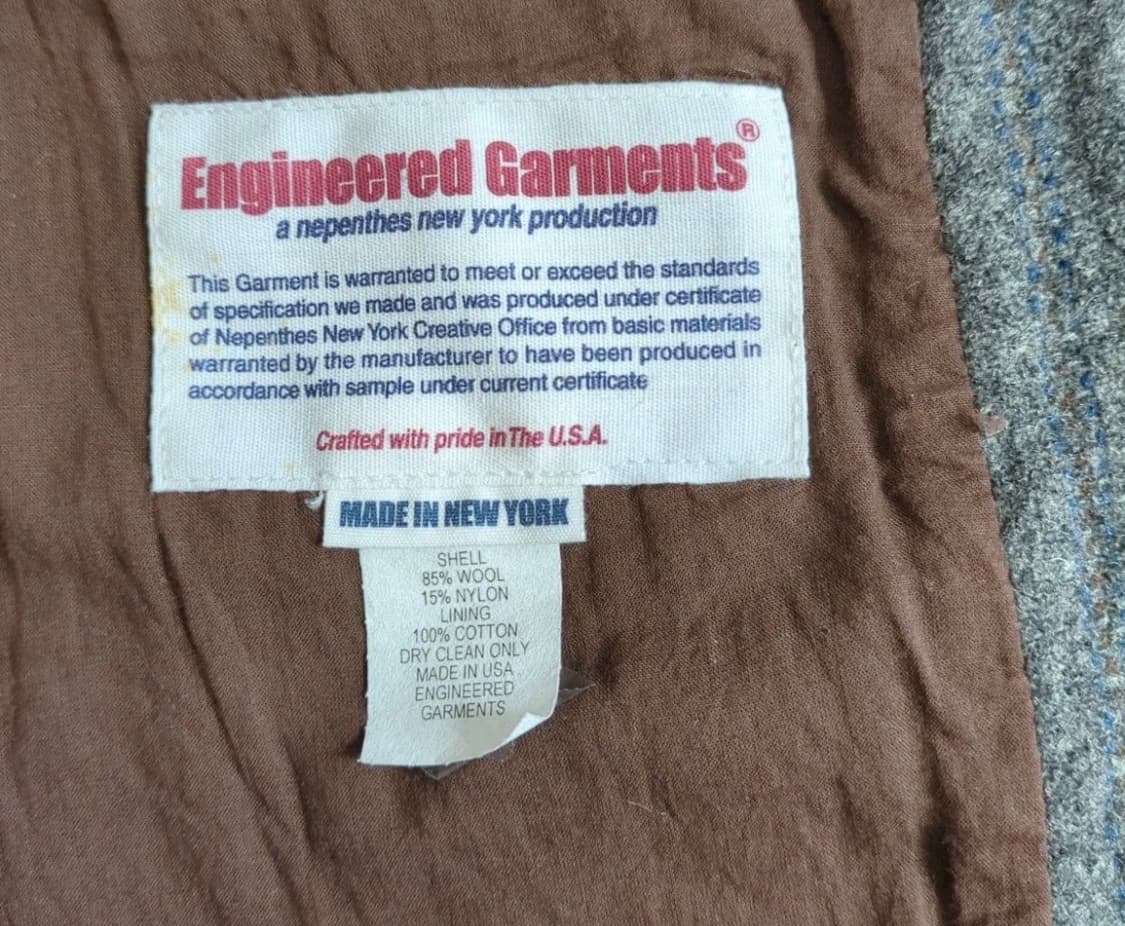 Engineered Garments®
a nepenthes new york production
This Garment is warranted to meet or exceed the standards
of specification we made and was produced under certificate
of Nepenthes New York Creative Office from basic materials
warranted by the manufacturer to have been produced in
accordance with sample under current certificate
Crafted with pride in The U.S.A.
MADE IN NEW YORK
SHELL
85% WOOL
15% NYLON
LINING
100% COTTON
DRY CLEAN ONLY
MADE IN USA
ENGINEERED
GARMENTS